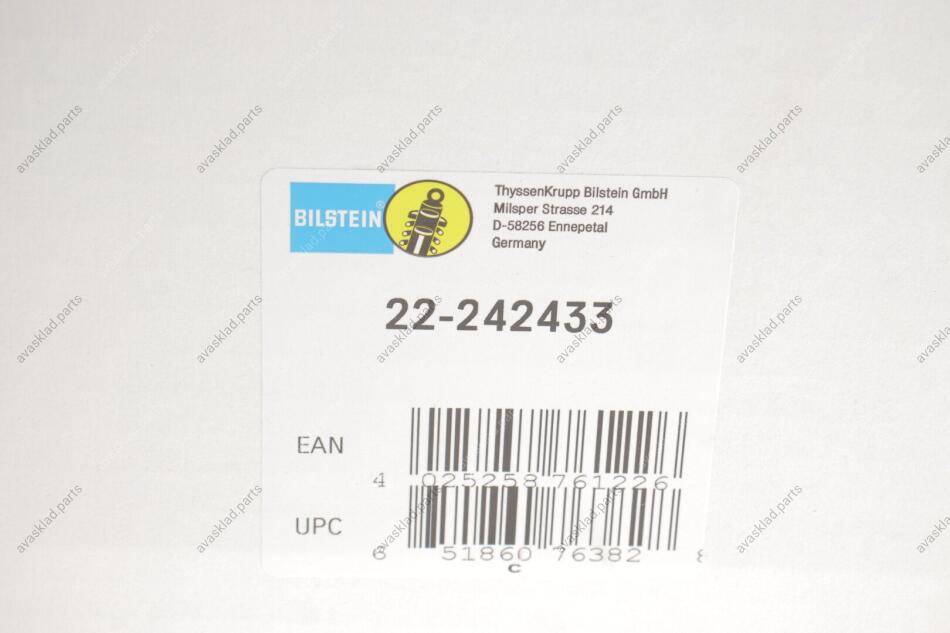 BILSTEIN®
ThyssenKrupp Bilstein GmbH
Milsper Strasse 214
D-58256 Ennepetal
Germany
22-242433
EAN
4 025258 761226
UPC
6 51860 76382 8
C
avasklad.parts